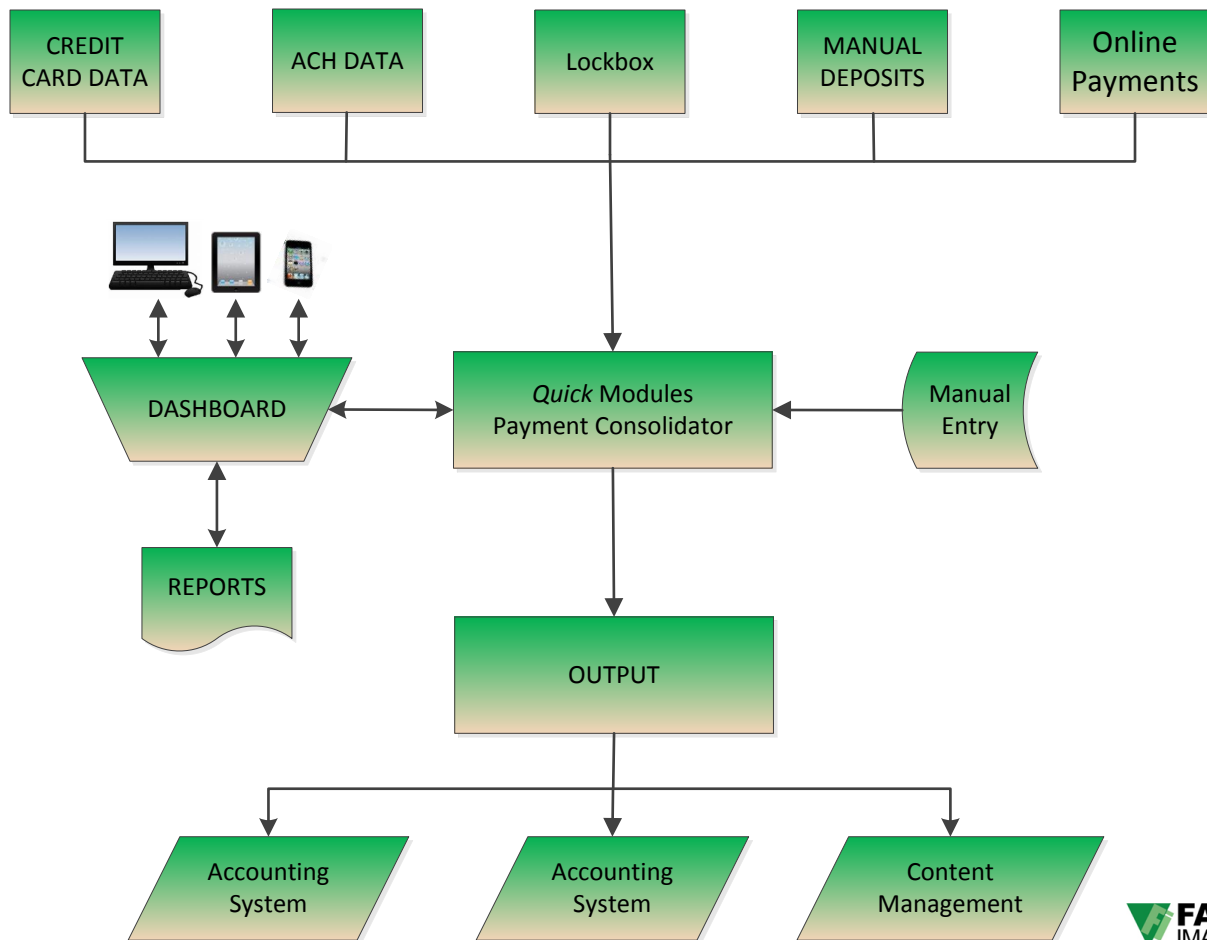 CREDIT
CARD DATA
ACH DATA
Lockbox
MANUAL
DEPOSITS
Online
Payments
DASHBOARD
Quick Modules
Payment Consolidator
Manual
Entry
REPORTS
OUTPUT
Accounting
System
Accounting
System
Content
Management